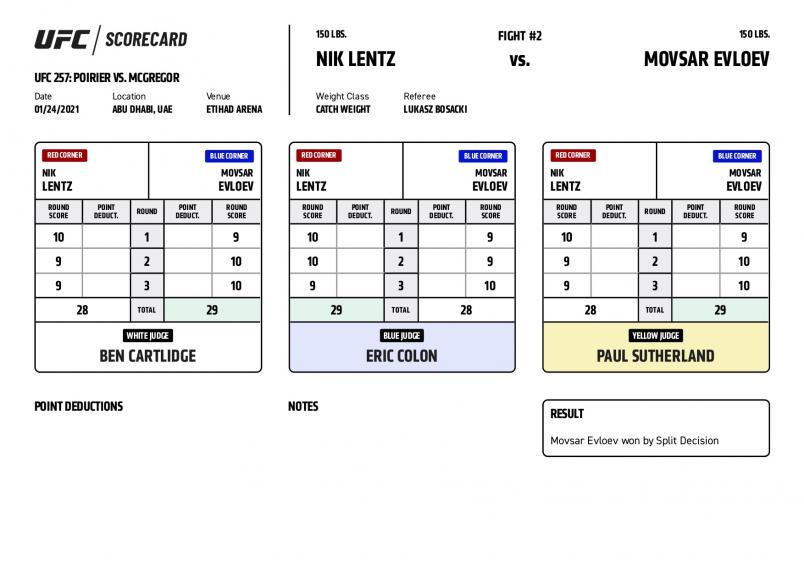 UFC / SCORECARD
UFC 257: POIRIER VS. MCGREGOR
Date Location Venue
01/24/2021 ABU DHABI, UAE ETIHAD ARENA
150 LBS. FIGHT #2 150 LBS.
NIK LENTZ VS. MOVSAR EVLOEV
Weight Class Referee
CATCH WEIGHT LUKASZ BOSACKI
RED CORNER BLUE CORNER
NIK MOVSAR
LENTZ EVLOEV
ROUND SCORE POINT DEDUCT. ROUND POINT DEDUCT. ROUND SCORE
10 1 9
9 2 10
9 3 10
28 TOTAL 29
WHITE JUDGE
BEN CARTLIDGE
RED CORNER BLUE CORNER
NIK MOVSAR
LENTZ EVLOEV
ROUND SCORE POINT DEDUCT. ROUND POINT DEDUCT. ROUND SCORE
10 1 9
10 2 9
9 3 10
29 TOTAL 28
BLUE JUDGE
ERIC COLON
RED CORNER BLUE CORNER
NIK MOVSAR
LENTZ EVLOEV
ROUND SCORE POINT DEDUCT. ROUND POINT DEDUCT. ROUND SCORE
10 1 9
9 2 10
9 3 10
28 TOTAL 29
YELLOW JUDGE
PAUL SUTHERLAND
POINT DEDUCTIONS
NOTES
RESULT
Movsar Evloev won by Split Decision